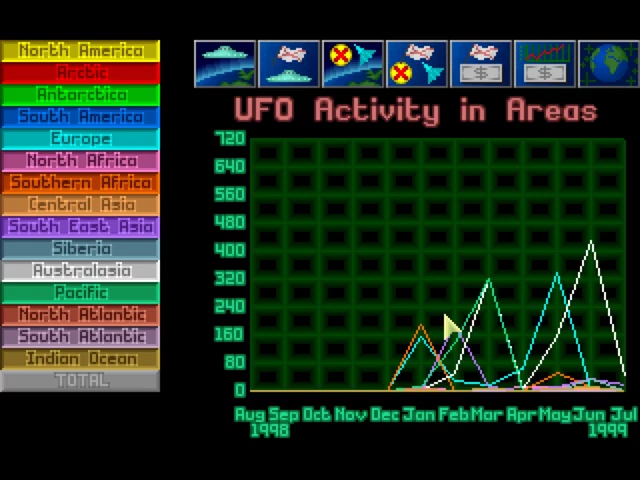 North America
Arctic
Antarctica
South America
Europe
North Africa
Southern Africa
Central Asia
South East Asia
Siberia
Australasia
Pacific
North Atlantic
South Atlantic
Indian Ocean
TOTAL
$ $
UFO Activity in Areas
720
640
560
480
400
320
240
160
80
0
Aug Sep Oct Nov Dec Jan Feb Mar Apr May Jun Jul
1998 1999